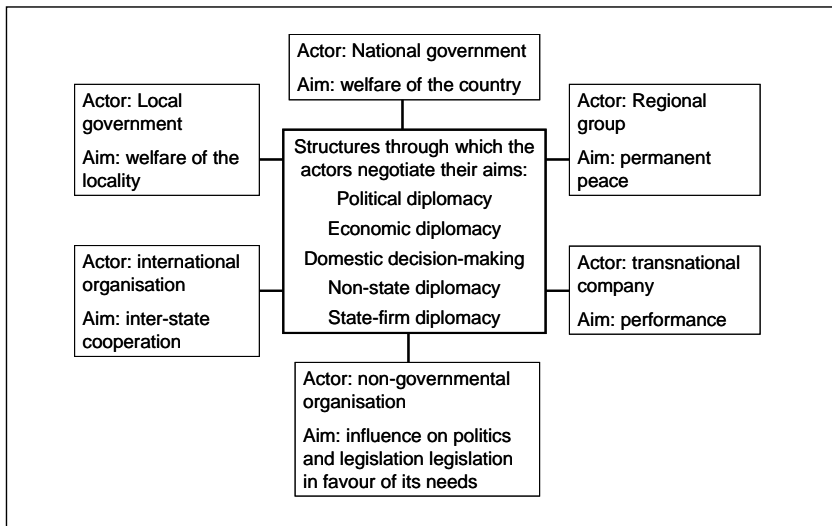 Actor: National government
Aim: welfare of the country
Actor: Local
government
Aim: welfare of the
locality
Actor: Regional
group
Aim: permanent
peace
Structures through which the
actors negotiate their aims:
Political diplomacy
Economic diplomacy
Domestic decision-making
Non-state diplomacy
State-firm diplomacy
Actor: international
organisation
Aim: inter-state
cooperation
Actor: transnational
company
Aim: performance
Actor: non-governmental
organisation
Aim: influence on politics
and legislation legislation
in favour of its needs